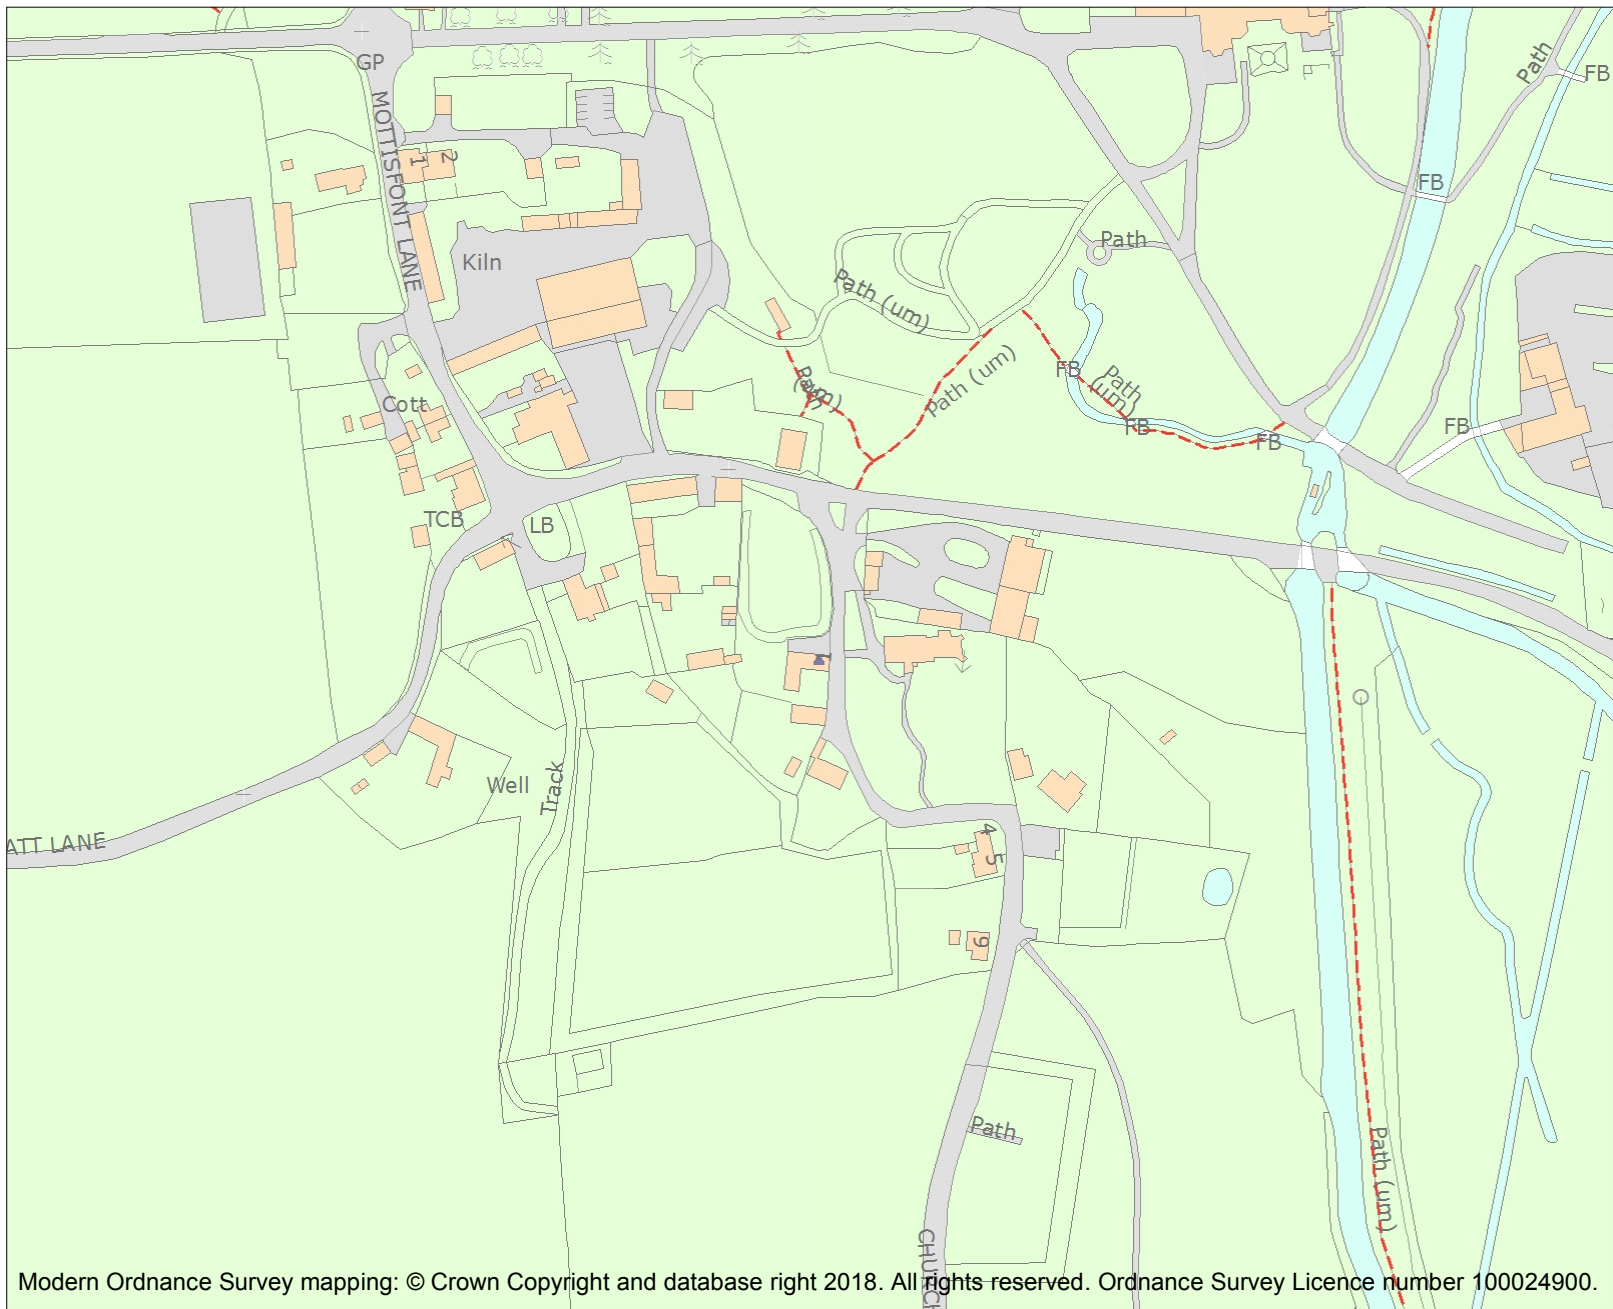 GP
MOTTISFONT LANE
1
2
Kiln
Path
FB
FB
Path
Path (um)
Path (um)
Path
(um)
FB
Path
(um)
FB
FB
FB
Cott
TCB
LB
Well
Track
ATT LANE
4
5
6
Path
Path (um)
CHURCH
Modern Ordnance Survey mapping: © Crown Copyright and database right 2018. All rights reserved. Ordnance Survey Licence number 100024900.